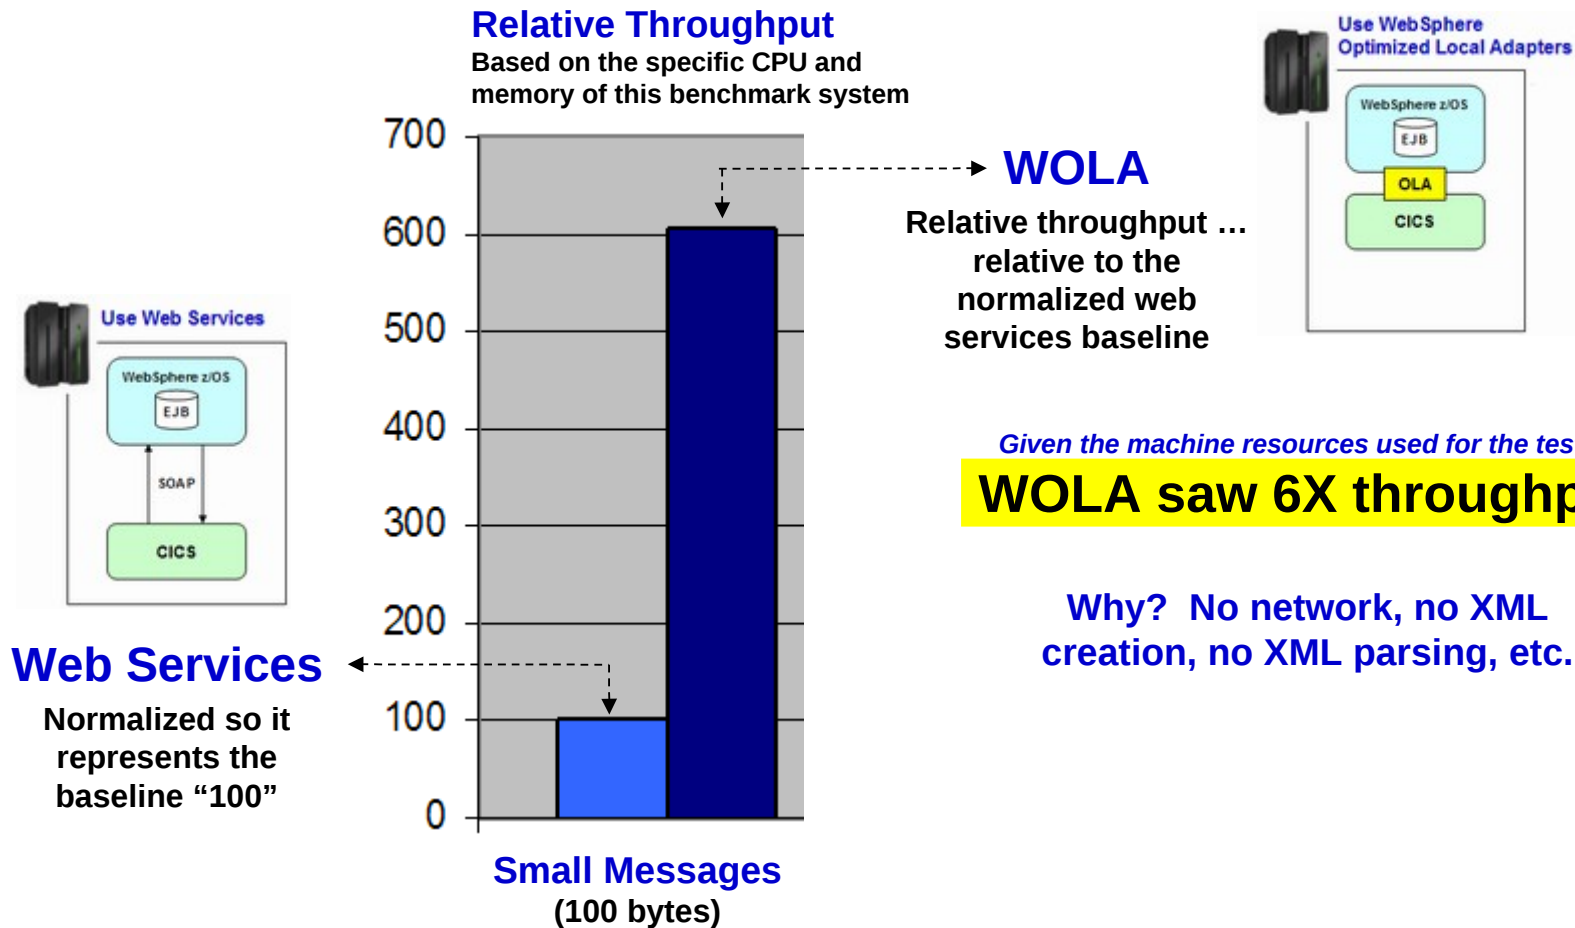 Relative Throughput
Based on the specific CPU and
memory of this benchmark system
700
600
500
400
300
200
100
0
Small Messages
(100 bytes)
Use Web Services
WebSphere z/OS
EJB
SOAP
CICS
Web Services
Normalized so it
represents the
baseline “100”
WOLA
Relative throughput …
relative to the
normalized web
services baseline
Use WebSphere
Optimized Local Adapters
WebSphere z/OS
EJB
OLA
CICS
Given the machine resources used for the tes
WOLA saw 6X throughp
Why? No network, no XML
creation, no XML parsing, etc.